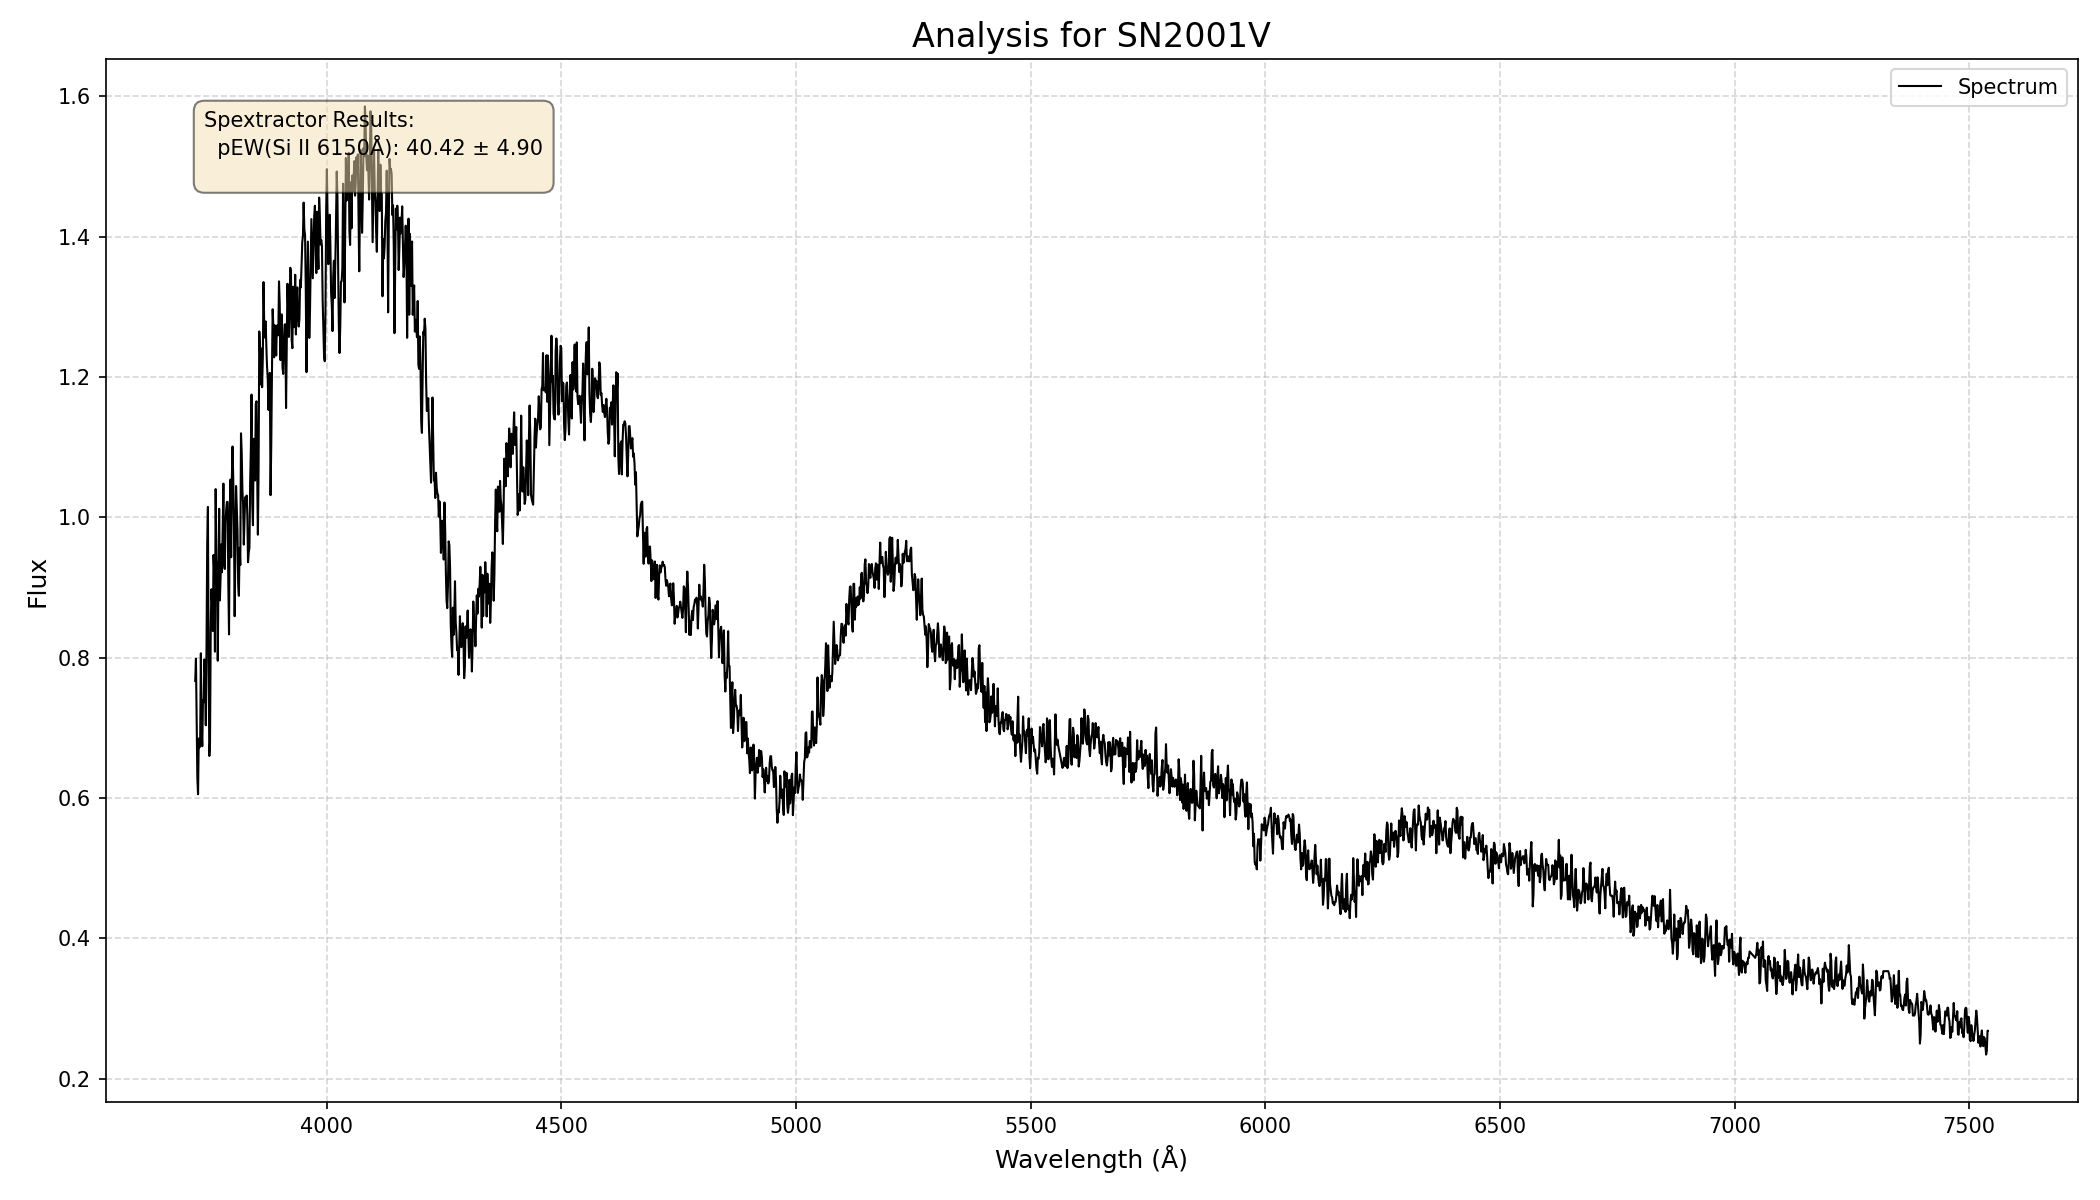 Analysis for SN2001V
Spectrum
Spextractor Results:
pEW(Si II 6150Å): 40.42 ± 4.90
Flux
1.6
1.4
1.2
1.0
0.8
0.6
0.4
0.2
4000 4500 5000 5500 6000 6500 7000 7500
Wavelength (Å)